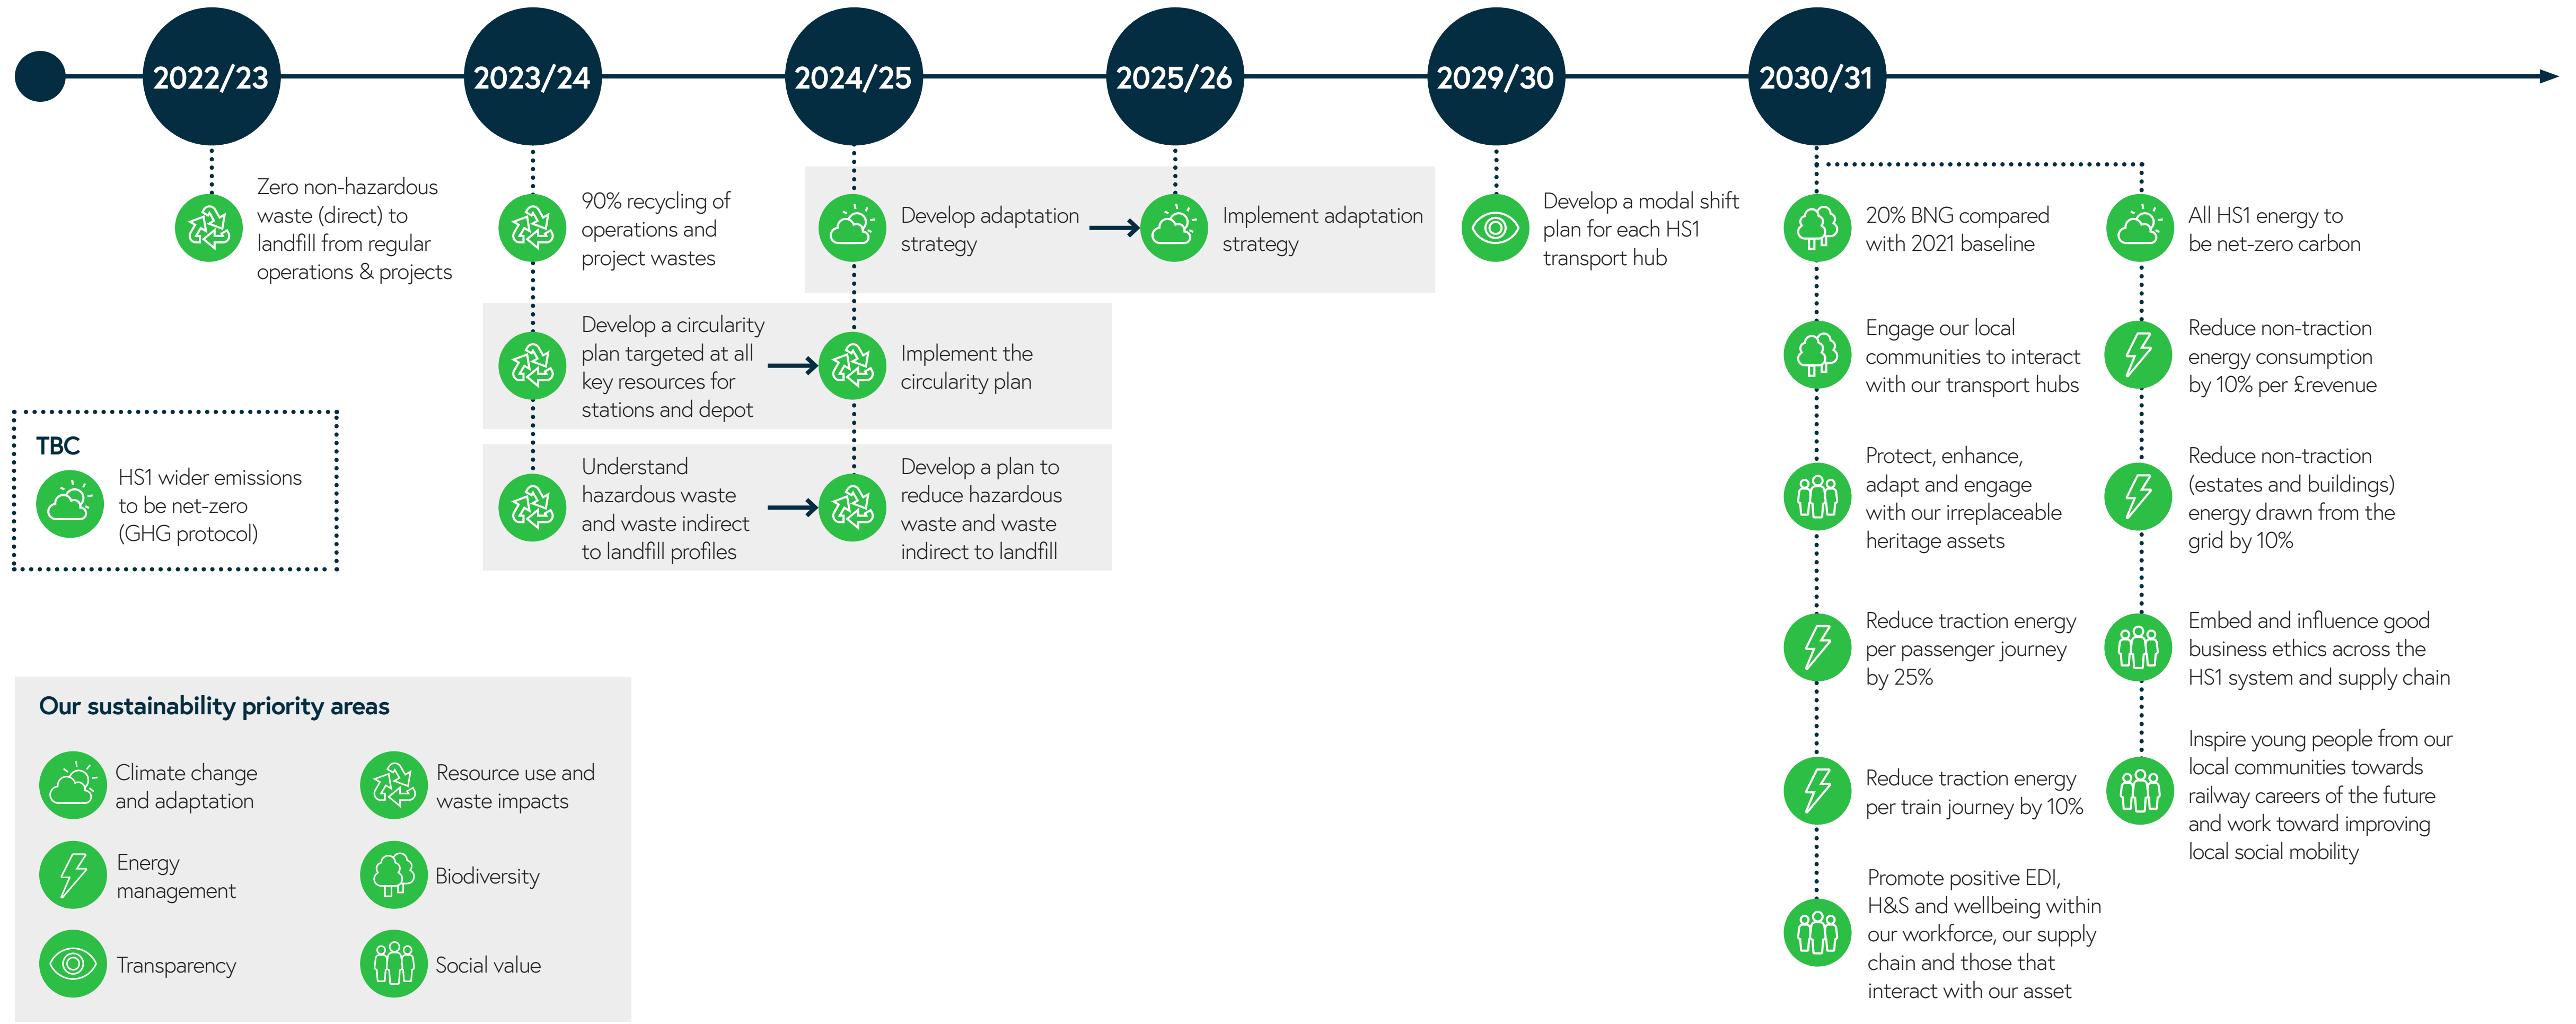 2022/23
2023/24
2024/25
2025/26
2029/30
2030/31
Zero non-hazardous
waste (direct) to
landfill from regular
operations & projects
90% recycling of
operations and
project wastes
Develop a circularity
plan targeted at all
key resources for
stations and depot
Understand
hazardous waste
and waste indirect
to landfill profiles
Develop adaptation
strategy
Implement the
circularity plan
Develop a plan to
reduce hazardous
waste and waste
indirect to landfill
Implement adaptation
strategy
Develop a modal shift
plan for each HS1
transport hub
20% BNG compared
with 2021 baseline
Engage our local
communities to interact
with our transport hubs
Protect, enhance,
adapt and engage
with our irreplaceable
heritage assets
Reduce traction energy
per passenger journey
by 25%
Reduce traction energy
per train journey by 10%
Promote positive EDI,
H&S and wellbeing within
our workforce, our supply
chain and those that
interact with our asset
All HS1 energy to
be net-zero carbon
Reduce non-traction
energy consumption
by 10% per £revenue
Reduce non-traction
(estates and buildings)
energy drawn from the
grid by 10%
Embed and influence good
business ethics across the
HS1 system and supply chain
Inspire young people from our
local communities towards
railway careers of the future
and work toward improving
local social mobility
TBC
HS1 wider emissions
to be net-zero
(GHG protocol)
Our sustainability priority areas
Climate change
and adaptation
Resource use and
waste impacts
Energy
management
Biodiversity
Transparency
Social value